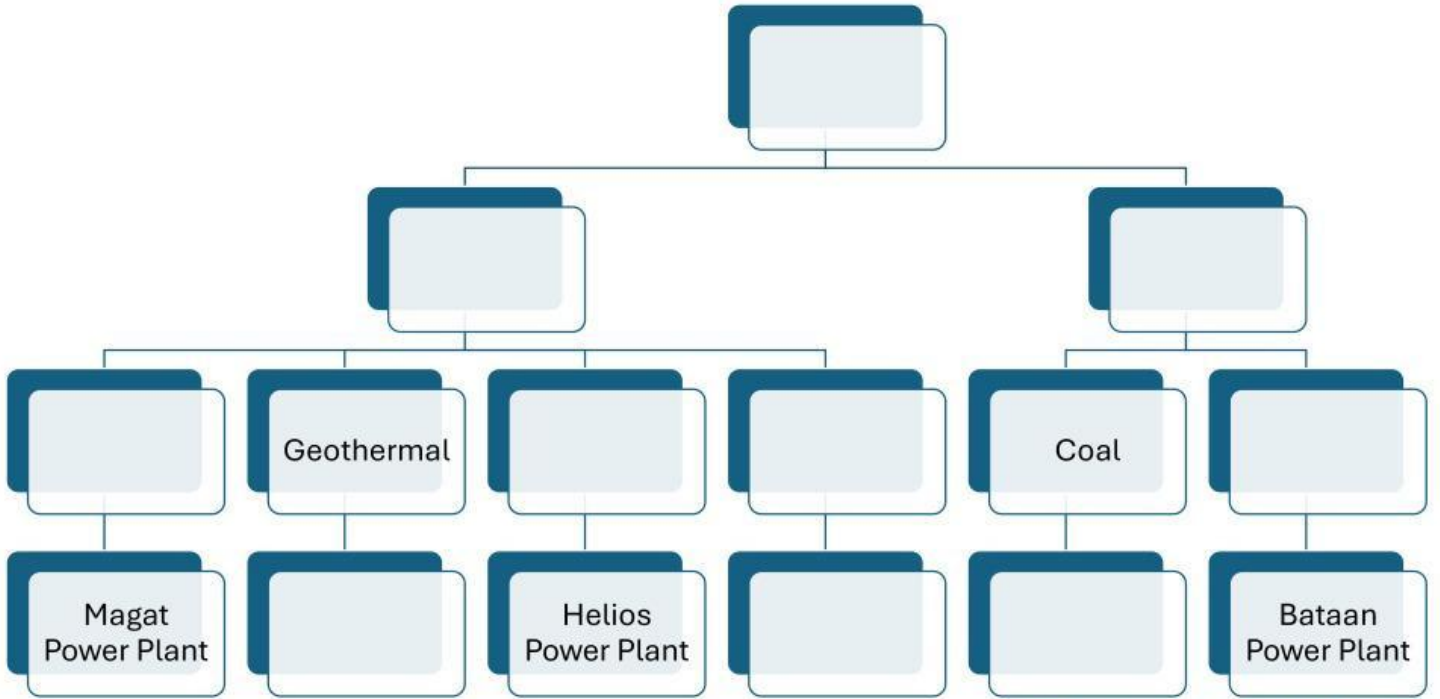 Geothermal
Coal
Magat
Power Plant
Helios
Power Plant
Bataan
Power Plant